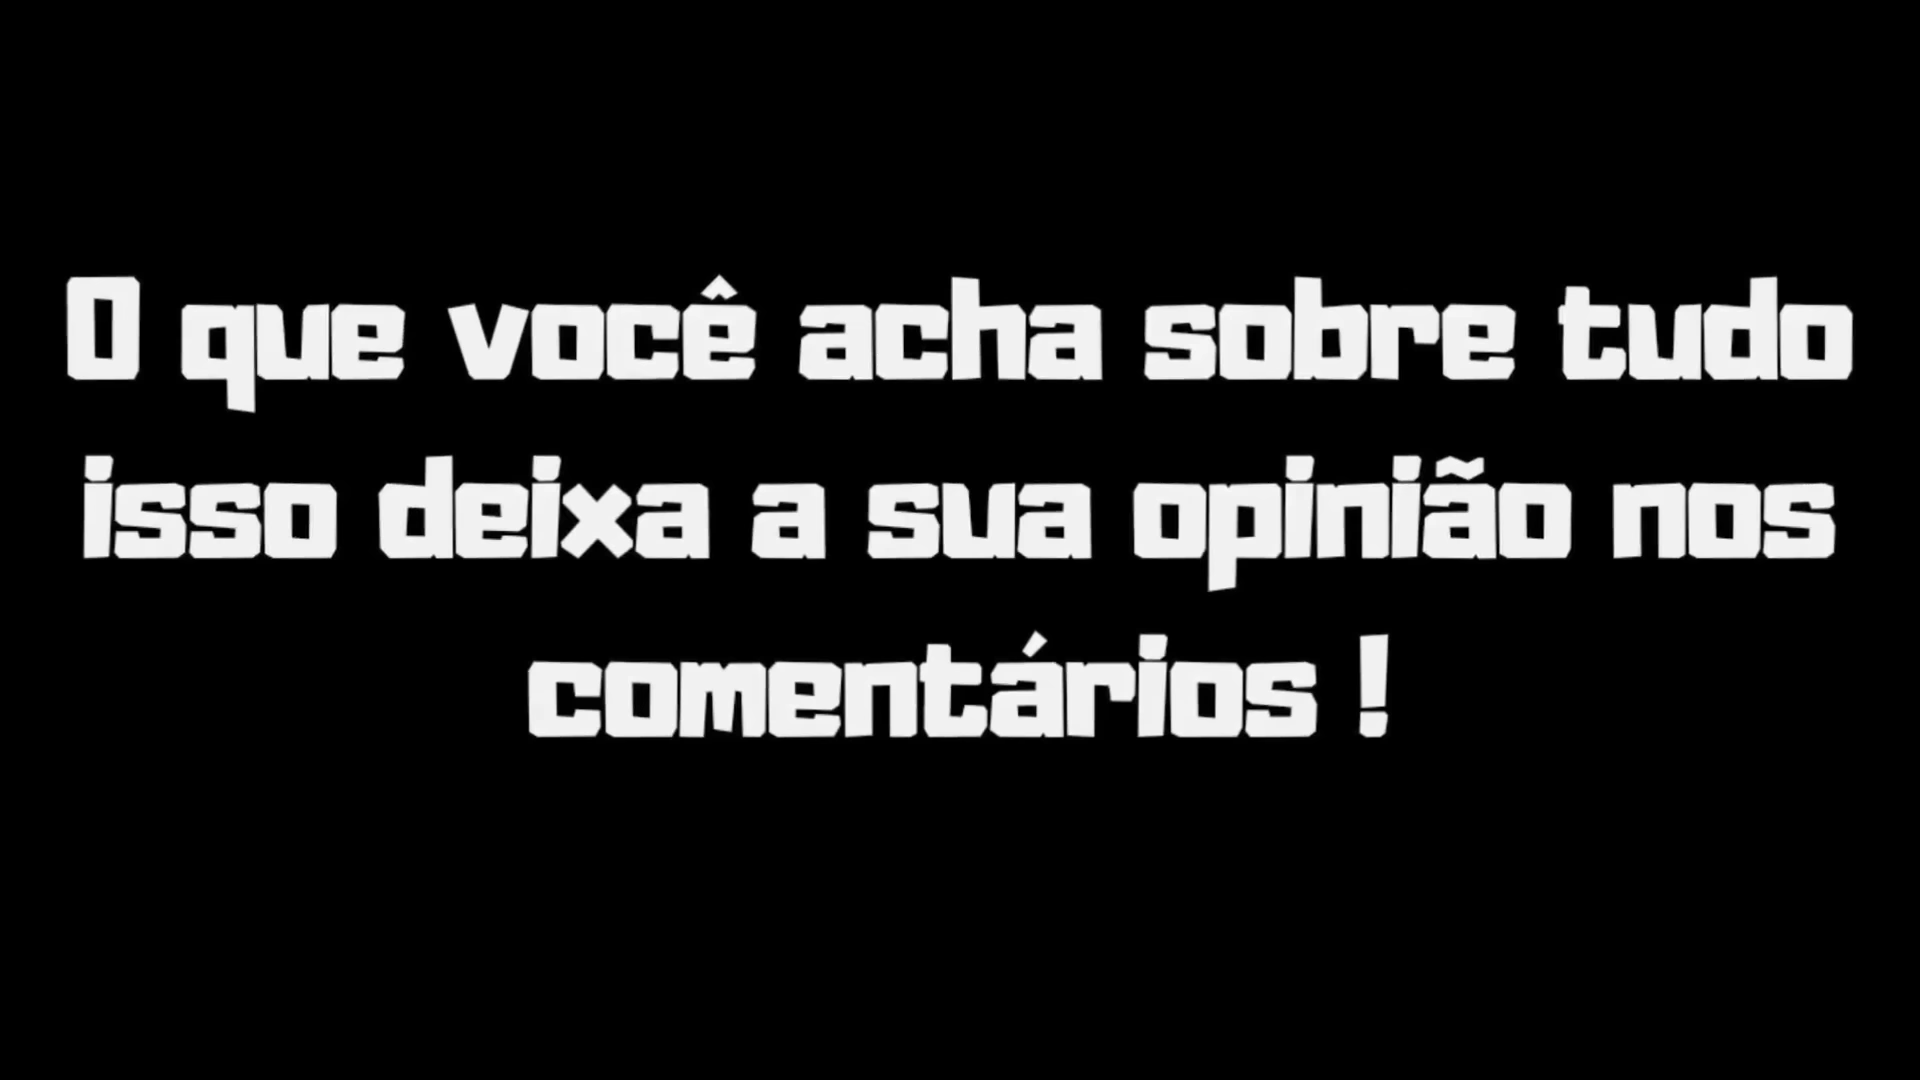 O que você acha sobre tudo
isso deixa a sua opinião nos
comentários !